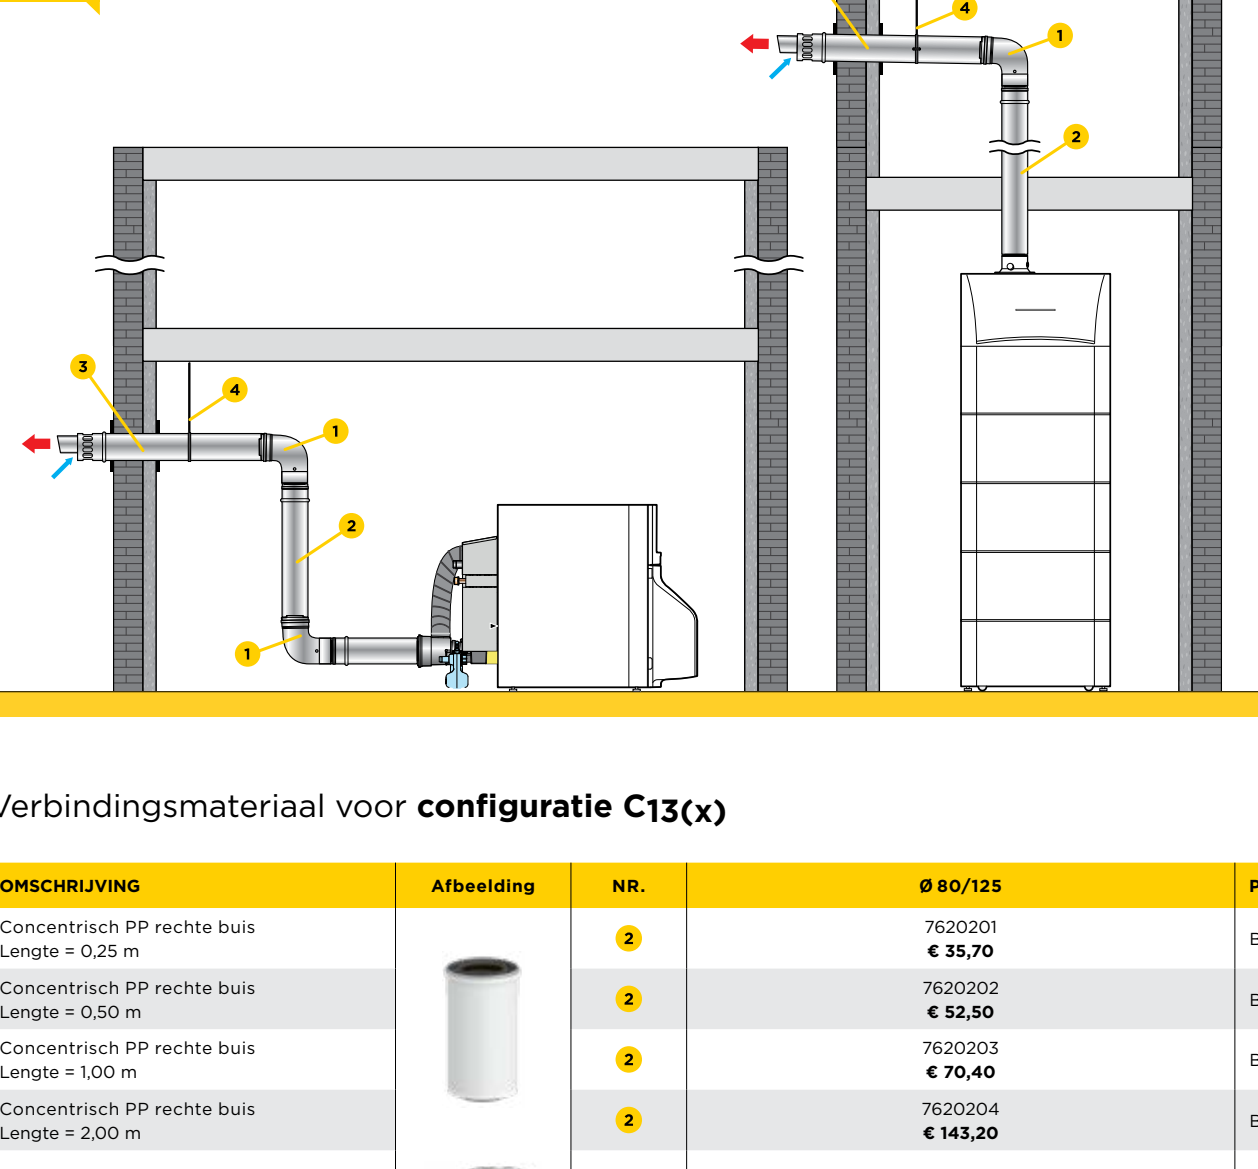 4
1
2
3
4
1
2
1
Verbindingsmateriaal voor configuratie C13(x)
OMSCHRIJVING Afbeelding NR. Ø 80/125 P
Concentrisch PP rechte buis
Lengte = 0,25 m
2
7620201
€ 35,70
B
Concentrisch PP rechte buis
Lengte = 0,50 m
2
7620202
€ 52,50
B
Concentrisch PP rechte buis
Lengte = 1,00 m
2
7620203
€ 70,40
B
Concentrisch PP rechte buis
Lengte = 2,00 m
2
7620204
€ 143,20
B